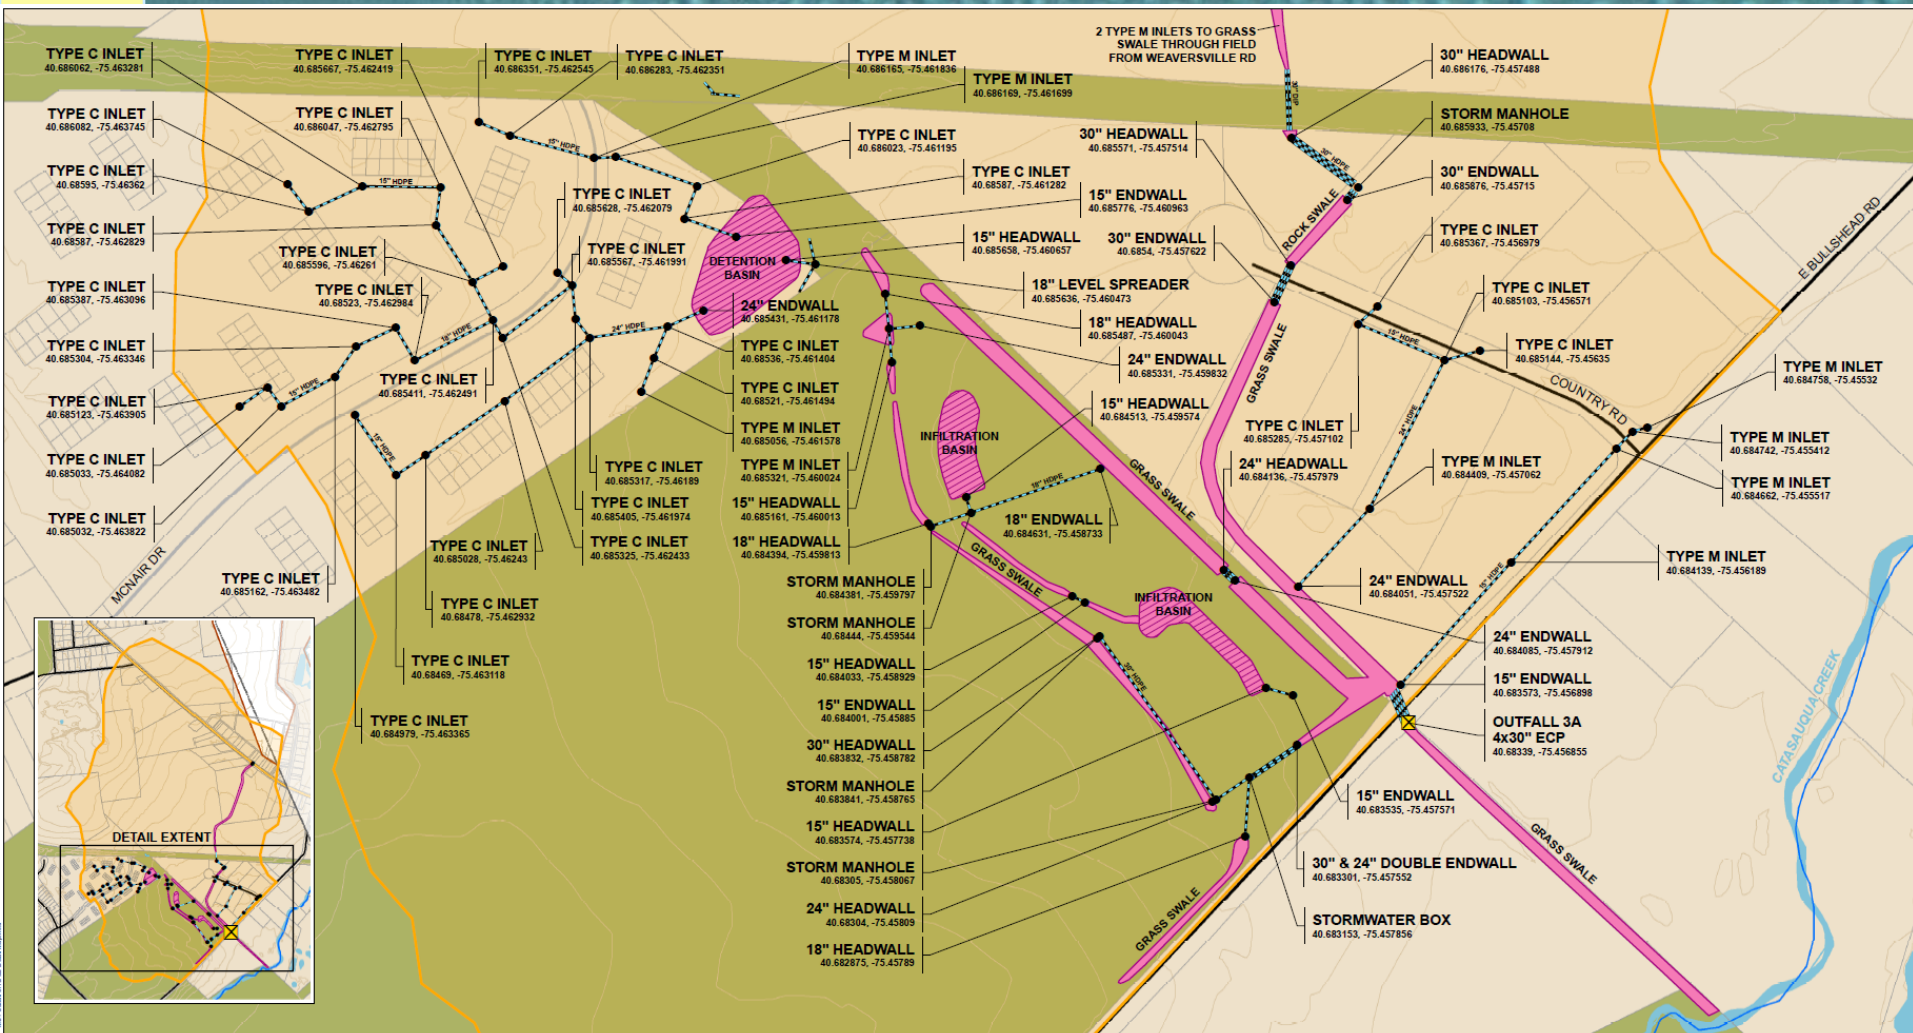 TYPE C INLET
40.686062, -75.463281
TYPE C INLET
40.686082, -75.463745
TYPE C INLET
40.68595, -75.46362
TYPE C INLET
40.68587, -75.462829
TYPE C INLET
40.685387, -75.463096
TYPE C INLET
40.685304, -75.463346
TYPE C INLET
40.685123, -75.463905
TYPE C INLET
40.685033, -75.464082
TYPE C INLET
40.685032, -75.463822
TYPE C INLET
40.685667, -75.462419
TYPE C INLET
40.686047, -75.462795
TYPE C INLET
40.686351, -75.462545
TYPE C INLET
40.686283, -75.462351
TYPE M INLET
40.686165, -75.461836
TYPE M INLET
40.686169, -75.461699
TYPE C INLET
40.686023, -75.461195
TYPE C INLET
40.68587, -75.461282
15" ENDWALL
40.685776, -75.460963
15" HEADWALL
40.685658, -75.460657
18" LEVEL SPREADER
40.685636, -75.460473
18" HEADWALL
40.685487, -75.460043
24" ENDWALL
40.685331, -75.459832
15" HEADWALL
40.684513, -75.459574
TYPE C INLET
40.685628, -75.462079
TYPE C INLET
40.685567, -75.461991
TYPE C INLET
40.685596, -75.46261
TYPE C INLET
40.68523, -75.462984
TYPE C INLET
40.685411, -75.462491
15" HDPE
15" HDPE
18" HDPE
15" HDPE
15" HDPE
24" HDPE
DETENTION
BASIN
24" ENDWALL
40.685431, -75.461178
TYPE C INLET
40.68536, -75.461404
TYPE C INLET
40.68521, -75.461494
TYPE M INLET
40.685056, -75.461578
TYPE M INLET
40.685321, -75.460024
15" HEADWALL
40.685161, -75.460013
18" HEADWALL
40.684394, -75.459813
TYPE C INLET
40.685317, -75.46189
TYPE C INLET
40.685405, -75.461974
TYPE C INLET
40.685325, -75.462433
TYPE C INLET
40.685028, -75.46243
TYPE C INLET
40.68478, -75.462932
TYPE C INLET
40.68469, -75.463118
TYPE C INLET
40.684979, -75.463365
TYPE C INLET
40.685162, -75.463482
MCNAIR DR
STORM MANHOLE
40.684381, -75.459797
STORM MANHOLE
40.68444, -75.459544
15" HEADWALL
40.684033, -75.458929
15" ENDWALL
40.684001, -75.45885
30" HEADWALL
40.683832, -75.458782
STORM MANHOLE
40.683841, -75.458765
15" HEADWALL
40.683574, -75.457738
STORM MANHOLE
40.68305, -75.458067
24" HEADWALL
40.68304, -75.45809
18" HEADWALL
40.682875, -75.45789
INFILTRATION
BASIN
18" HDPE
18" ENDWALL
40.684631, -75.458733
GRASS SWALE
GRASS SWALE
INFILTRATION
BASIN
30" HDPE
GRASS SWALE
2 TYPE M INLETS TO GRASS
SWALE THROUGH FIELD
FROM WEAVERSVILLE RD
30" DIP
30" HDPE
30" HEADWALL
40.686176, -75.457488
STORM MANHOLE
40.685933, -75.45708
30" ENDWALL
40.685876, -75.45715
30" HEADWALL
40.685571, -75.457514
30" ENDWALL
40.6854, -75.457622
ROCK SWALE
GRASS SWALE
TYPE C INLET
40.685367, -75.456979
TYPE C INLET
40.685103, -75.456571
TYPE C INLET
40.685144, -75.45635
TYPE C INLET
40.685285, -75.457102
15" HDPE
24" HDPE
COUNTRY RD
E BULLSHEAD RD
TYPE M INLET
40.684758, -75.45532
TYPE M INLET
40.684742, -75.455412
TYPE M INLET
40.684662, -75.455517
TYPE M INLET
40.684409, -75.457062
TYPE M INLET
40.684139, -75.456189
15" HDPE
24" HEADWALL
40.684136, -75.457979
24" ENDWALL
40.684051, -75.457522
24" ENDWALL
40.684085, -75.457912
15" ENDWALL
40.683573, -75.456898
OUTFALL 3A
4x30" ECP
40.68339, -75.456855
15" ENDWALL
40.683535, -75.457571
30" & 24" DOUBLE ENDWALL
40.683301, -75.457552
STORMWATER BOX
40.683153, -75.457856
GRASS SWALE
CATASAUQUA CREEK
DETAIL EXTENT